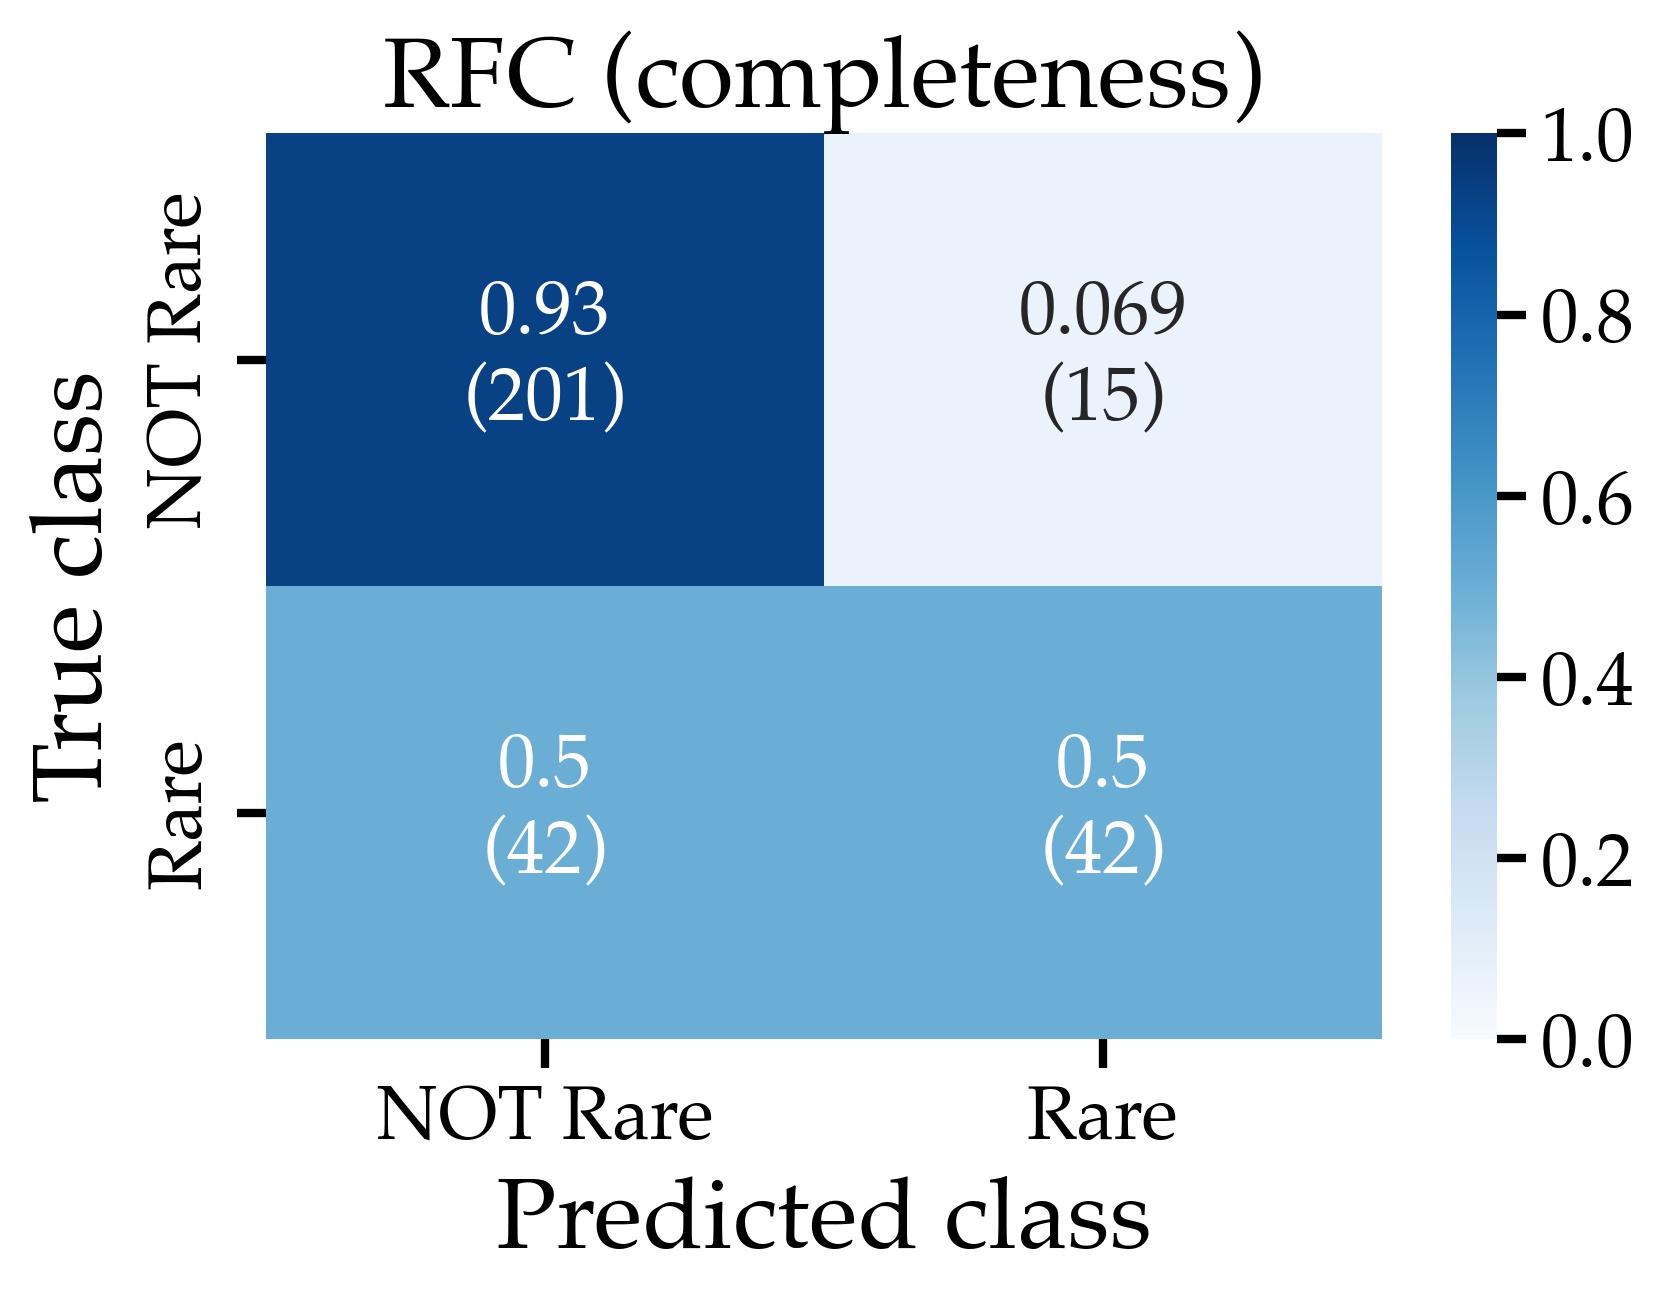 RFC (completeness)
True class
NOT Rare
Rare
0.93
(201)
0.069
(15)
0.5
(42)
0.5
(42)
NOT Rare
Rare
Predicted class
1.0
0.8
0.6
0.4
0.2
0.0